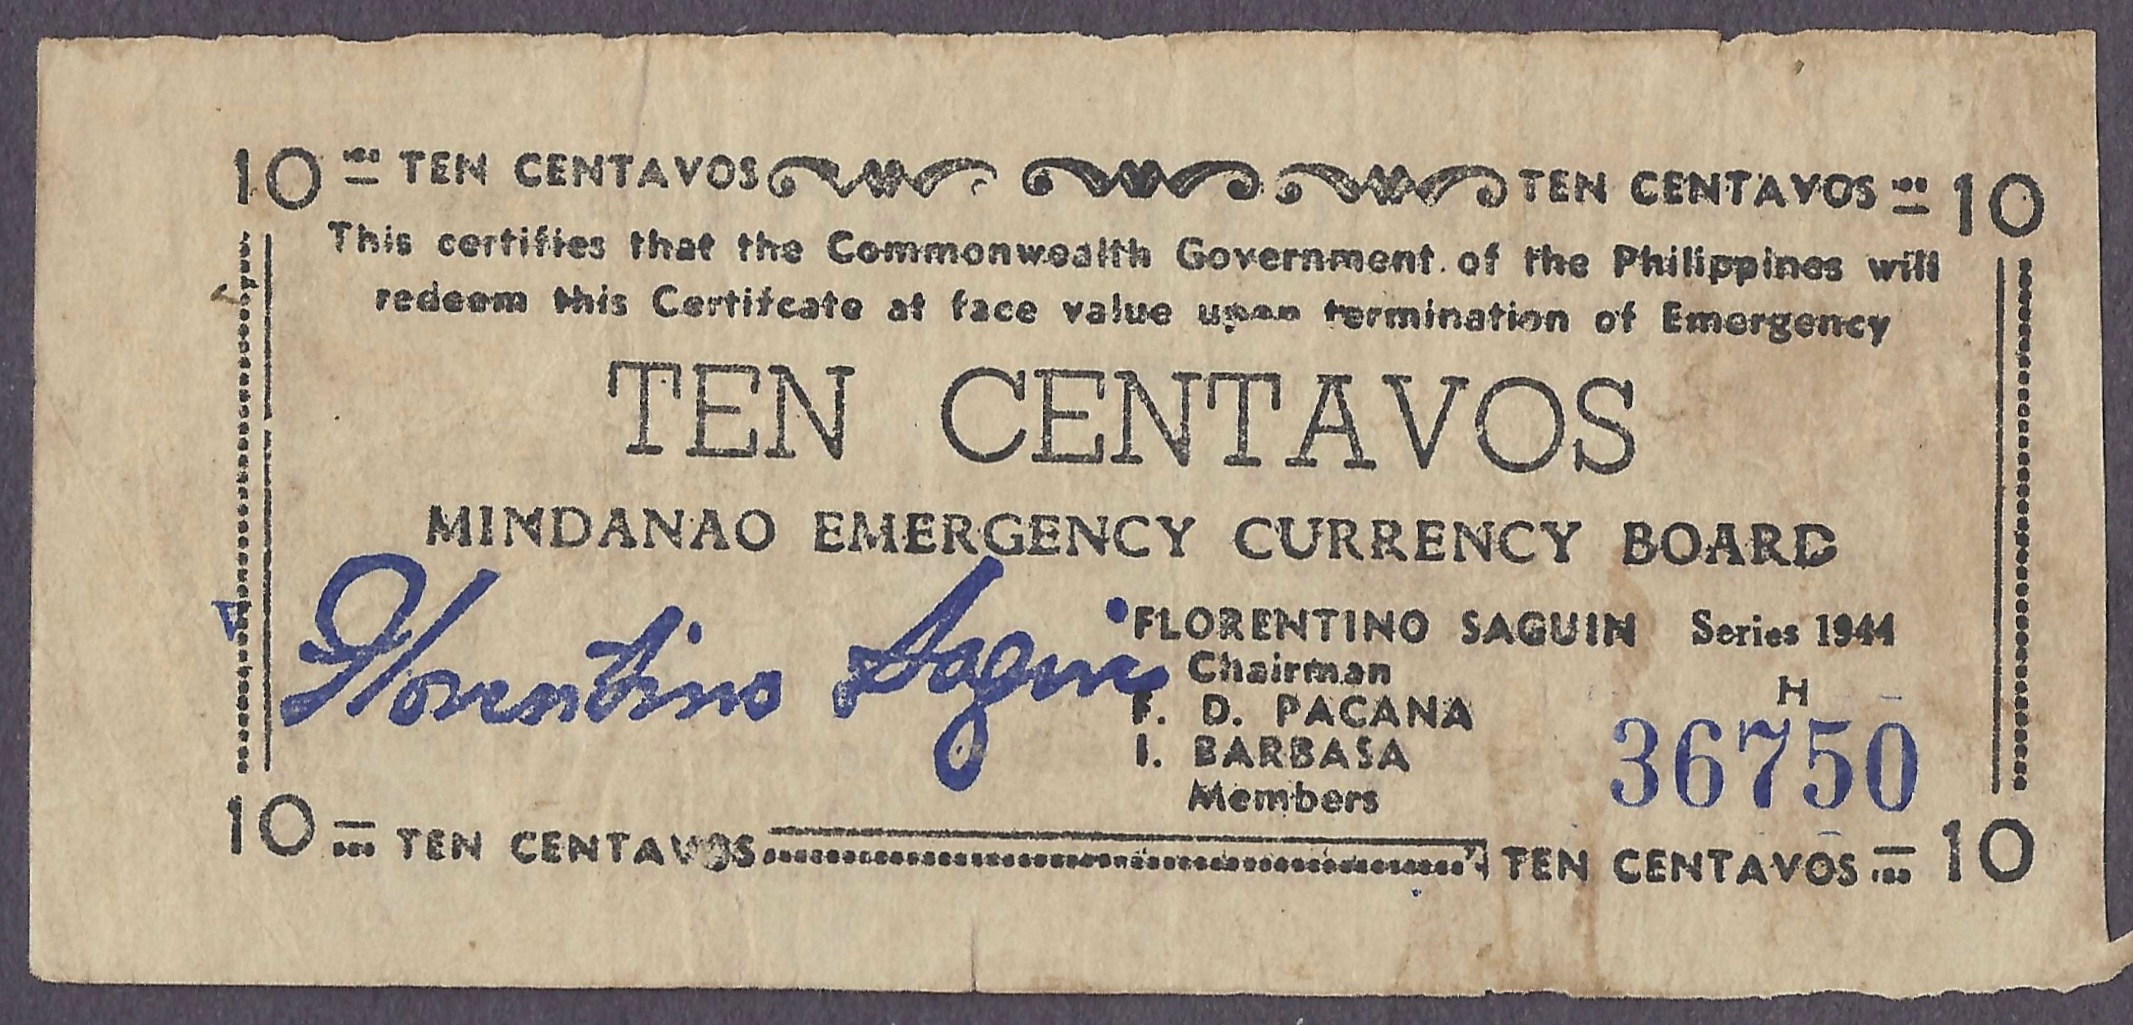 10 = TEN CENTAVOS TEN CENTAVOS = 10
This certifies that the Commonwealth Government of the Philippines will
redeem this Certifcate at face value upon termination of Emergency
TEN CENTAVOS
MINDANAO EMERGENCY CURRENCY BOARD
Florentino Saguin
FLORENTINO SAGUIN Series 1944
Chairman H
F. D. PACANA
I. BARBASA 36750
Members
10 = TEN CENTAVOS TEN CENTAVOS = 10